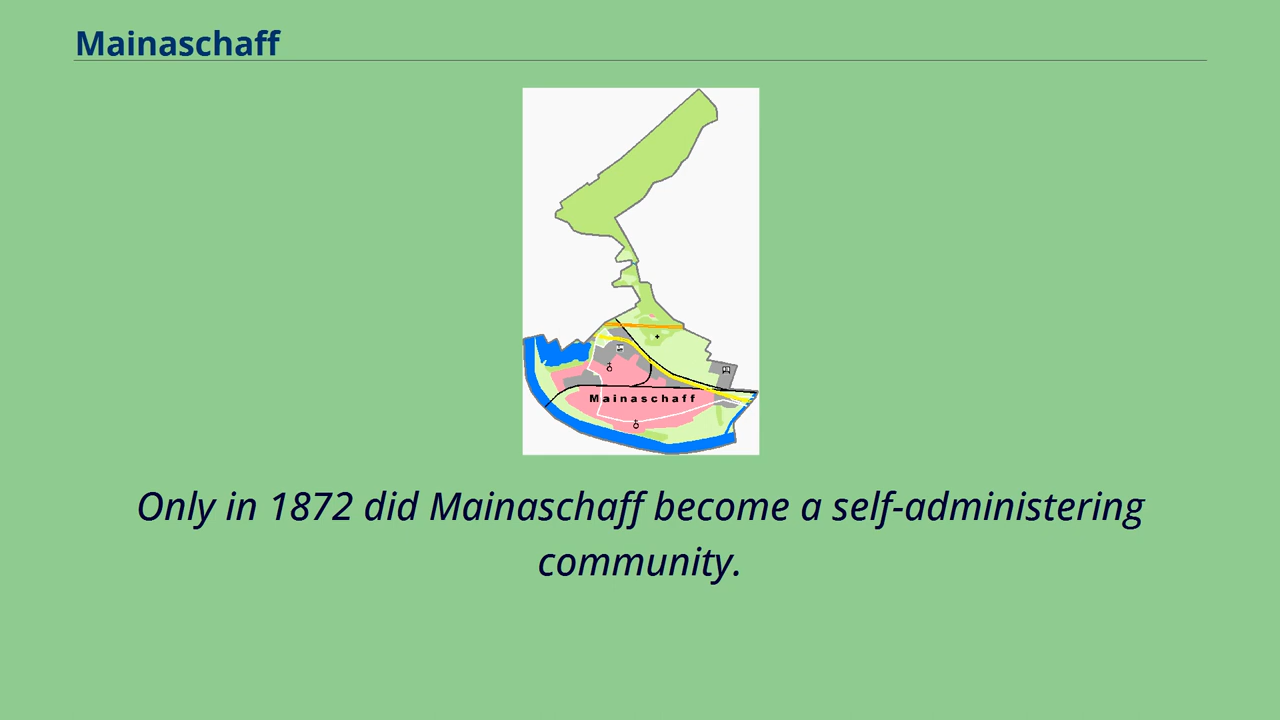 Mainaschaff
Mainaschaff
Only in 1872 did Mainaschaff become a self-administering
community.